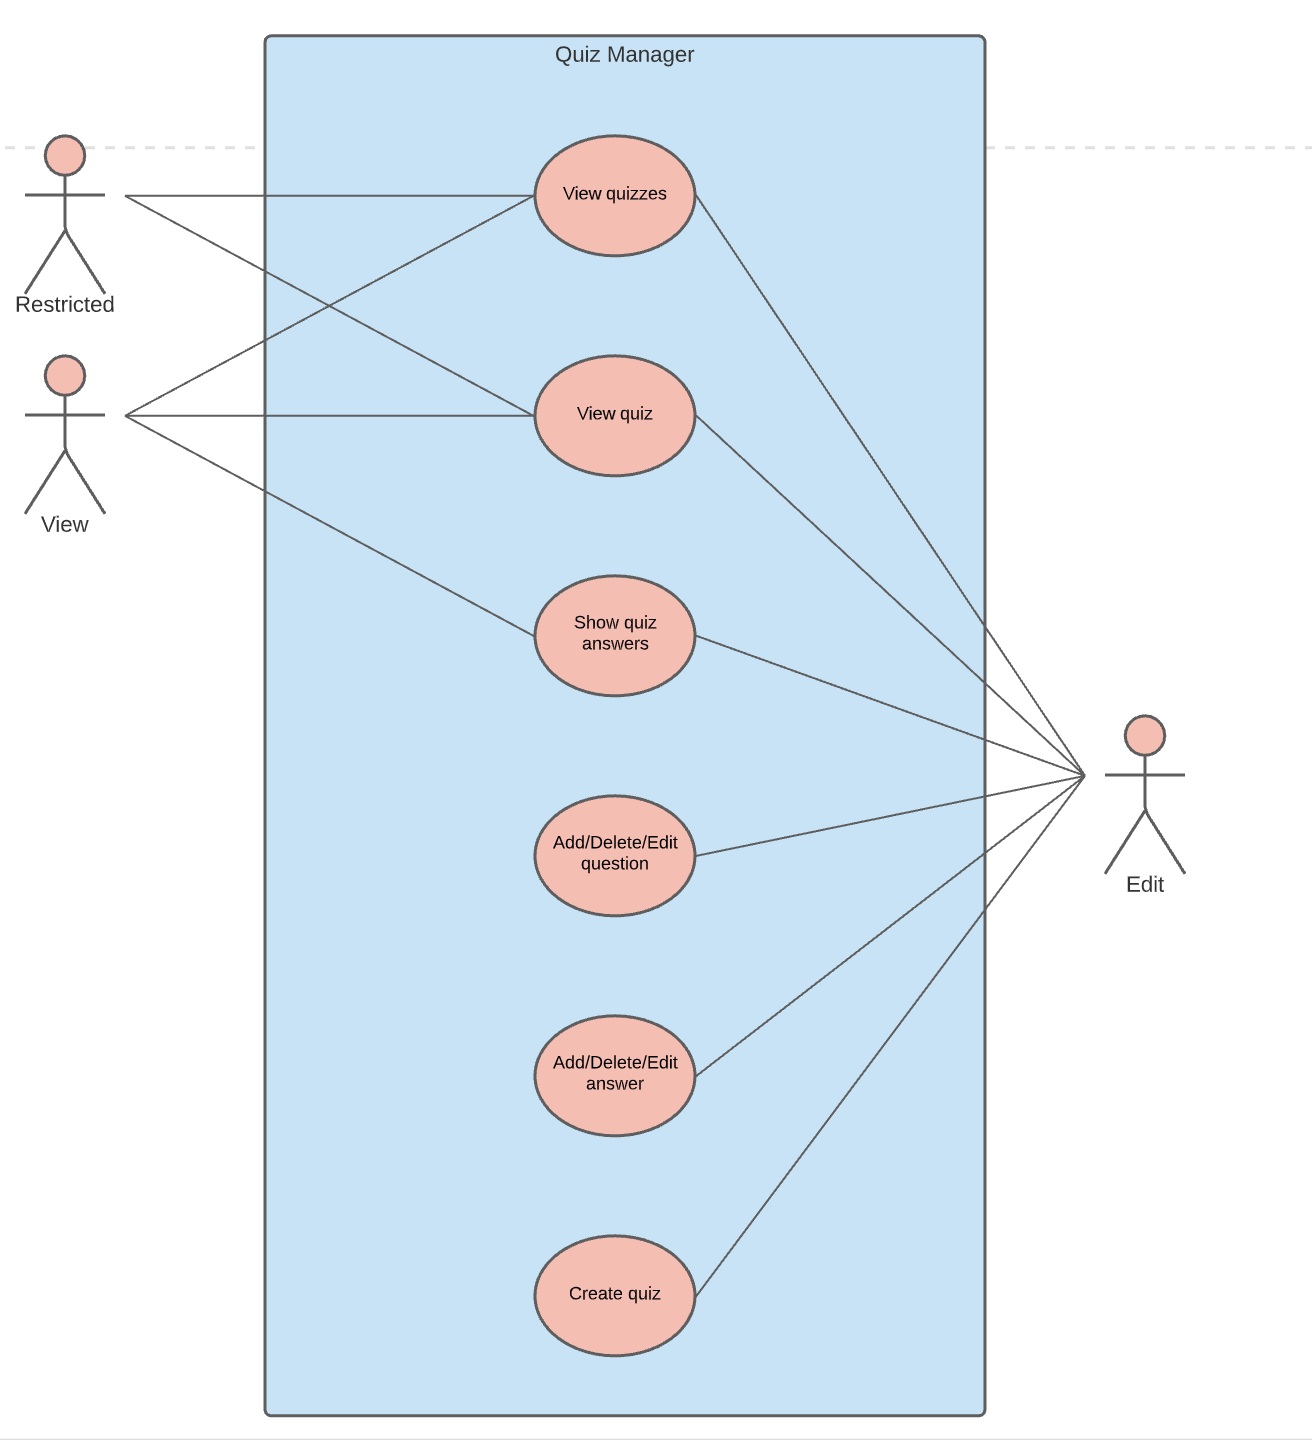 Quiz Manager
View quizzes
Restricted
View quiz
View
Show quiz
answers
Add/Delete/Edit
question
Edit
Add/Delete/Edit
answer
Create quiz